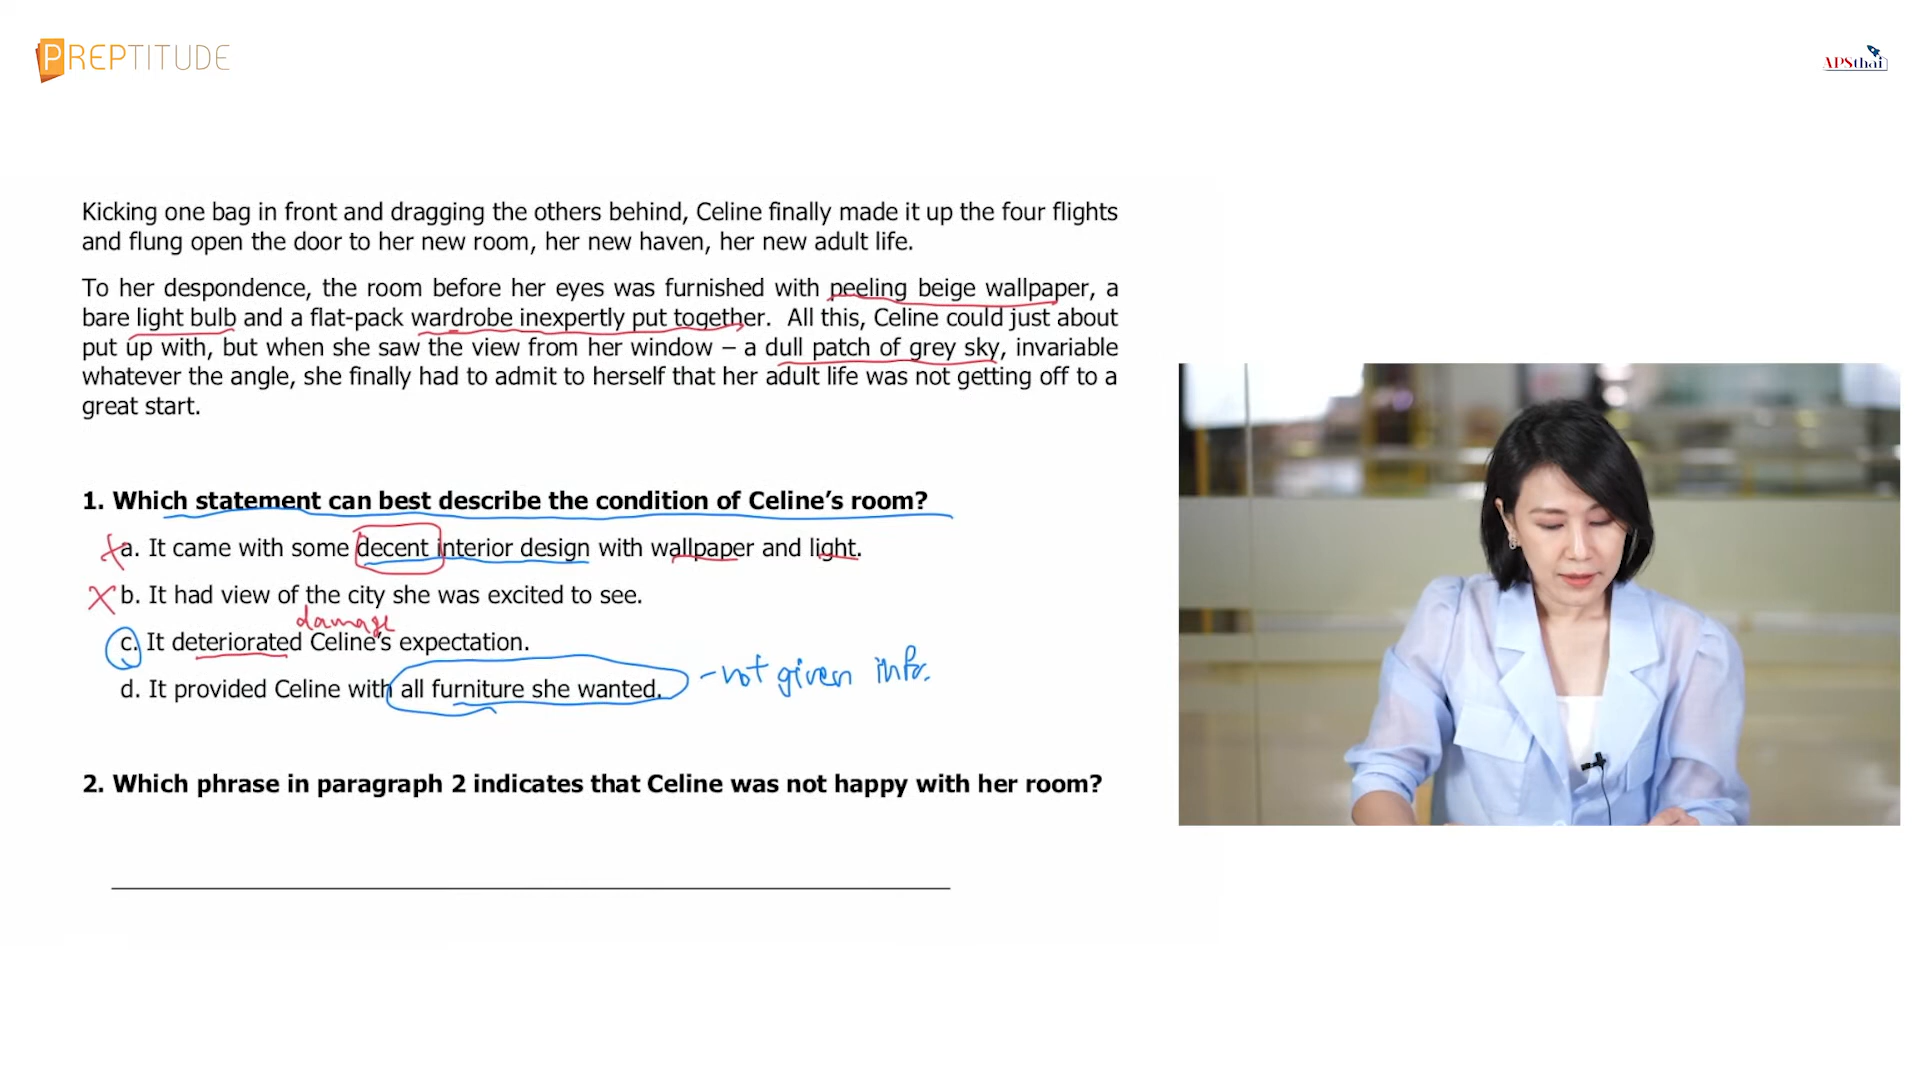 PREPTITUDE
APSthai
Kicking one bag in front and dragging the others behind, Celine finally made it up the four flights
and flung open the door to her new room, her new haven, her new adult life.
To her despondence, the room before her eyes was furnished with peeling beige wallpaper, a
bare light bulb and a flat-pack wardrobe inexpertly put together. All this, Celine could just about
put up with, but when she saw the view from her window – a dull patch of grey sky, invariable
whatever the angle, she finally had to admit to herself that her adult life was not getting off to a
great start.
1. Which statement can best describe the condition of Celine's room?
a. It came with some decent interior design with wallpaper and light.
b. It had view of the city she was excited to see.
damage
c. It deteriorated Celine's expectation.
d. It provided Celine with all furniture she wanted. - not given info.
2. Which phrase in paragraph 2 indicates that Celine was not happy with her room?